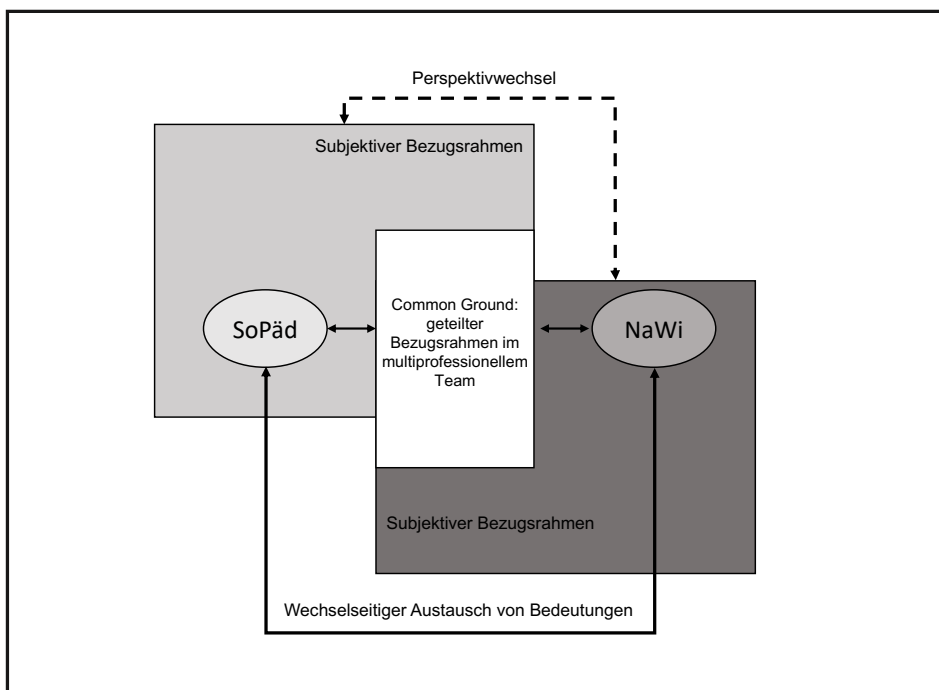 Perspektivwechsel
Subjektiver Bezugsrahmen
SoPäd
Common Ground:
geteilter
Bezugsrahmen im
multiprofessionellem
Team
NaWi
Subjektiver Bezugsrahmen
Wechselseitiger Austausch von Bedeutungen